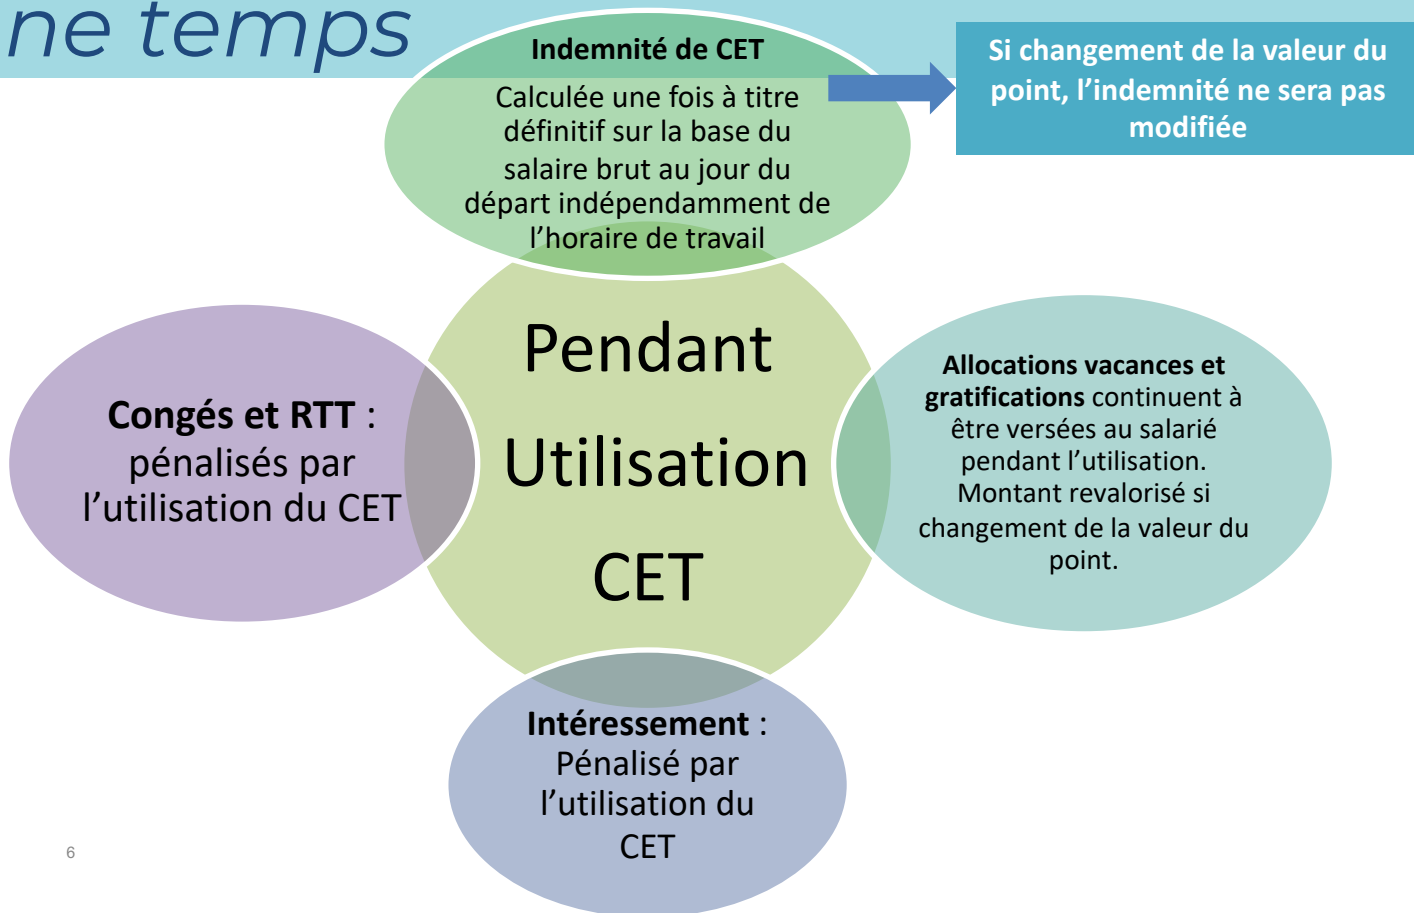 ne temps
Indemnité de CET
Calculée une fois à titre
définitif sur la base du
salaire brut au jour du
départ indépendamment de
l’horaire de travail
Si changement de la valeur du
point, l’indemnité ne sera pas
modifiée
Pendant
Utilisation
CET
Congés et RTT :
pénalisés par
l’utilisation du CET
Allocations vacances et
gratifications continuent à
être versées au salarié
pendant l’utilisation.
Montant revalorisé si
changement de la valeur du
point.
Intéressement :
Pénalisé par
l’utilisation du
CET
6